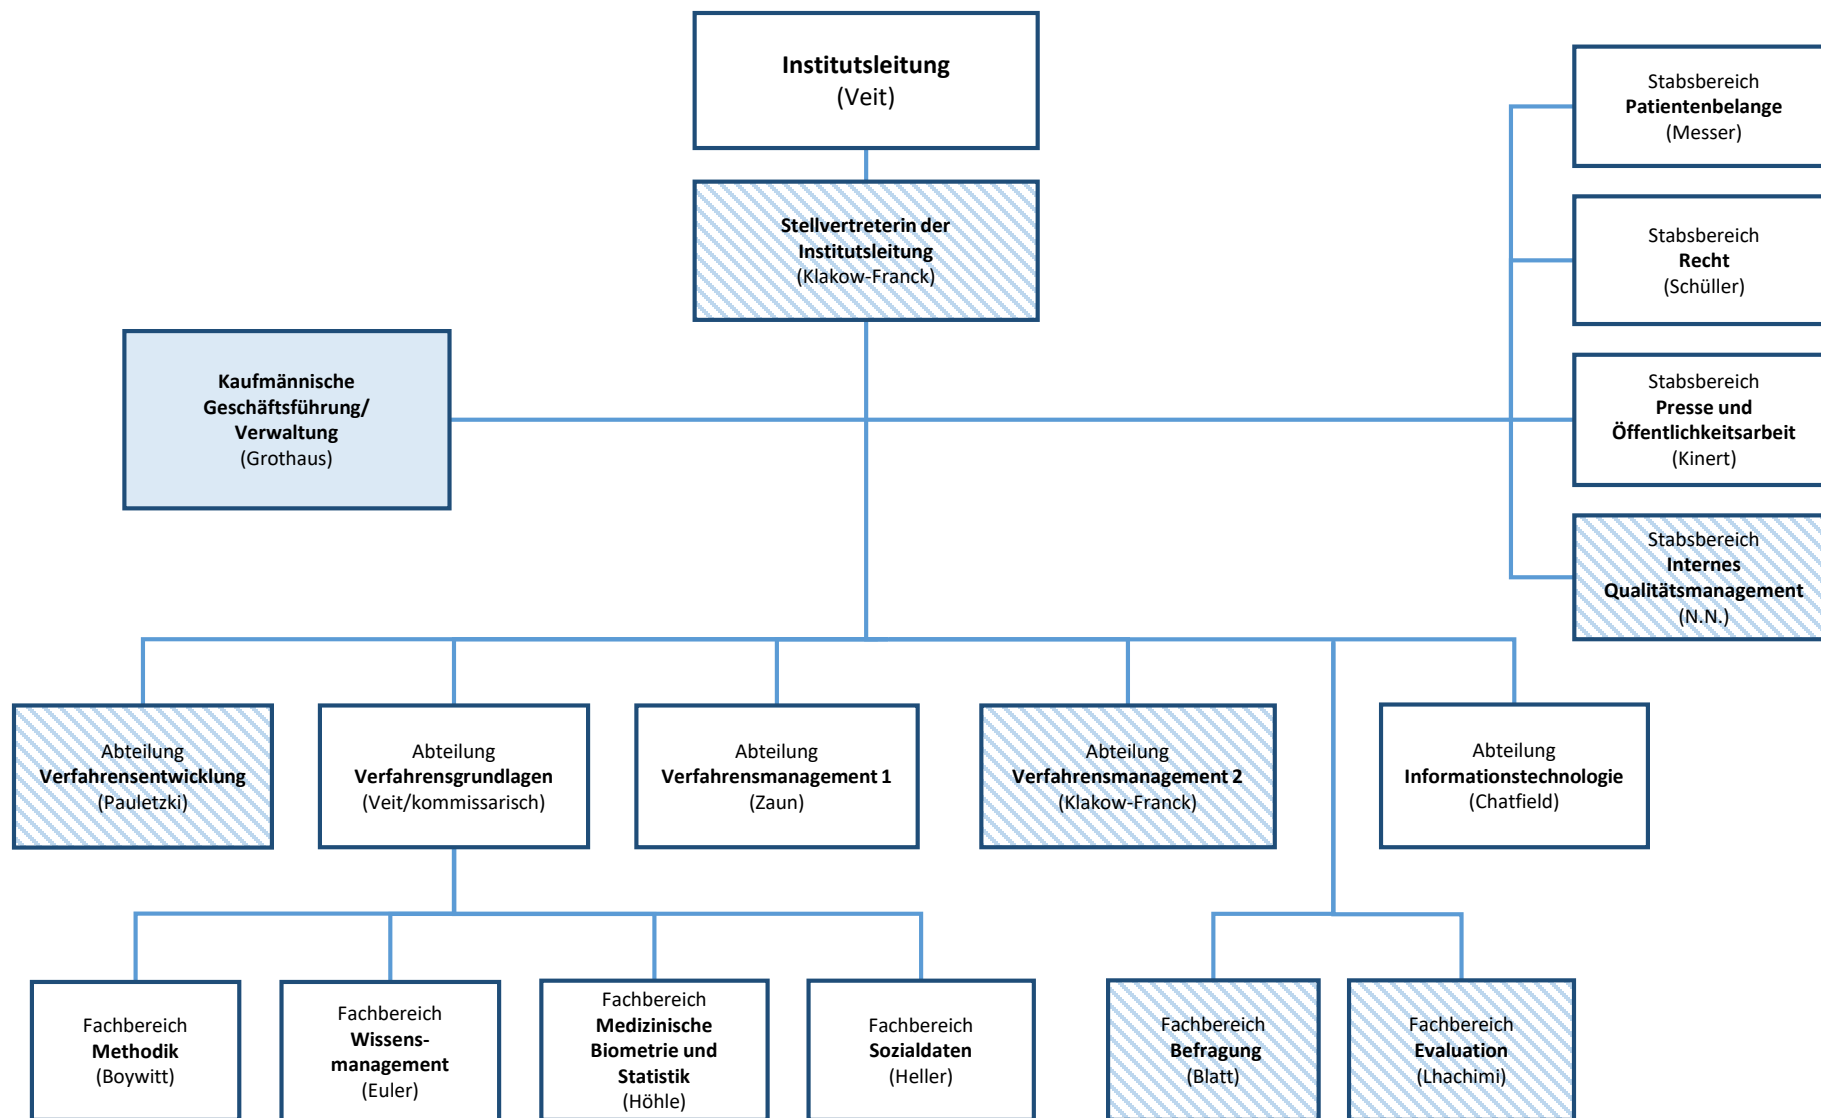 Institutsleitung
(Veit)
Stellvertreterin der
Institutsleitung
(Klakow-Franck)
Kaufmännische
Geschäftsführung/
Verwaltung
(Grothaus)
Stabsbereich
Patientenbelange
(Messer)
Stabsbereich
Recht
(Schüller)
Stabsbereich
Presse und
Öffentlichkeitsarbeit
(Kinert)
Stabsbereich
Internes
Qualitätsmanagement
(N.N.)
Abteilung
Verfahrensentwicklung
(Pauletzki)
Abteilung
Verfahrensgrundlagen
(Veit/kommissarisch)
Abteilung
Verfahrensmanagement 1
(Zaun)
Abteilung
Verfahrensmanagement 2
(Klakow-Franck)
Abteilung
Informationstechnologie
(Chatfield)
Fachbereich
Methodik
(Boywitt)
Fachbereich
Wissens-
management
(Euler)
Fachbereich
Medizinische
Biometrie und
Statistik
(Höhle)
Fachbereich
Sozialdaten
(Heller)
Fachbereich
Befragung
(Blatt)
Fachbereich
Evaluation
(Lhachimi)